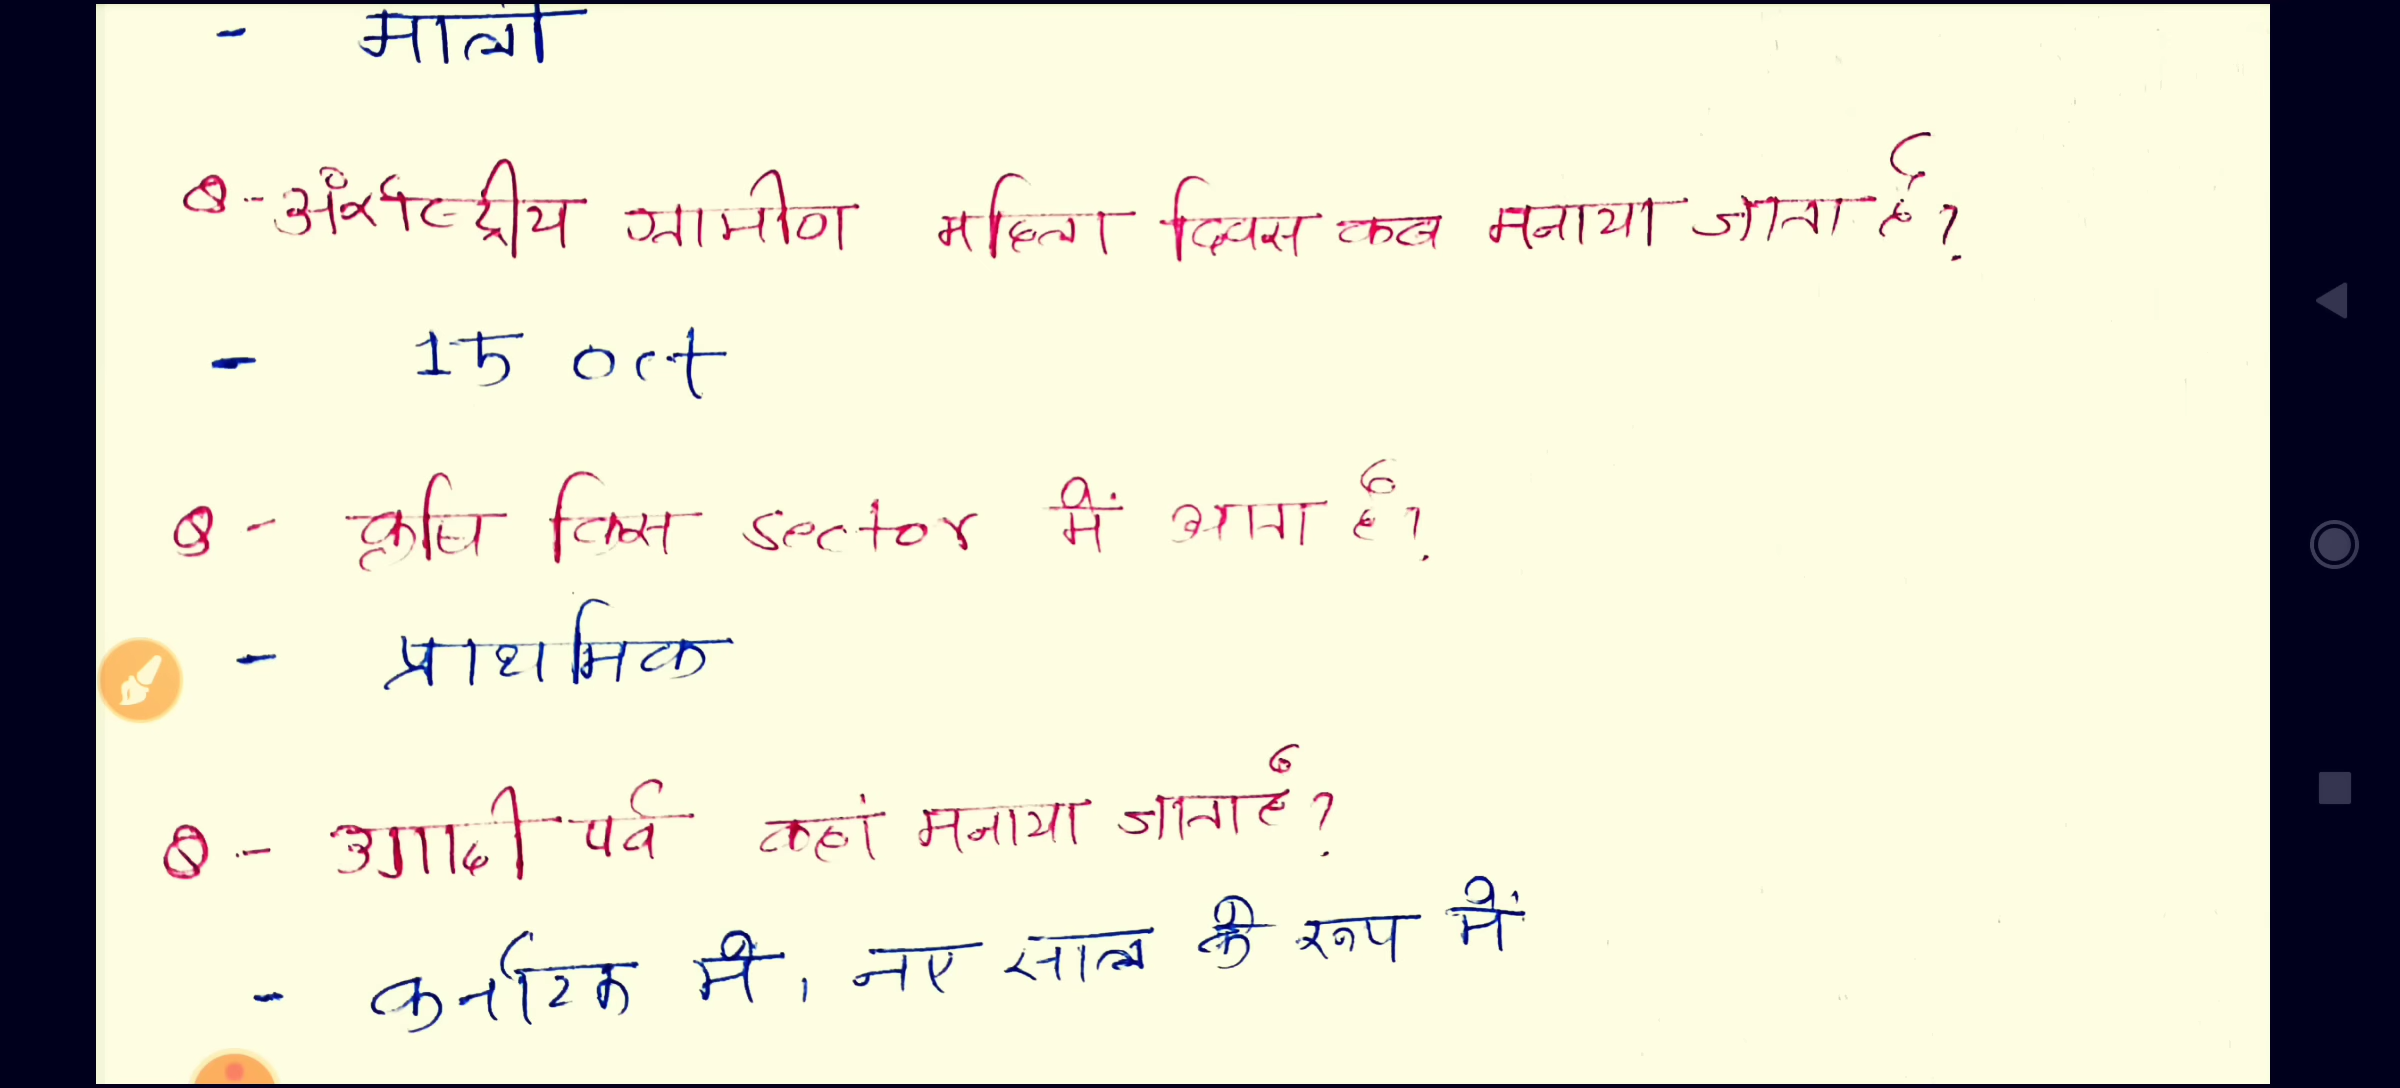 - माली
Q - अंतर्राष्ट्रीय ग्रामीण महिला दिवस कब मनाया जाता है?
- 15 oct
Q - कृषि किस sector में आता है?
- प्राथमिक
Q - उगादी पर्व कहां मनाया जाता है?
- कर्नाटक में, नए साल के रूप में